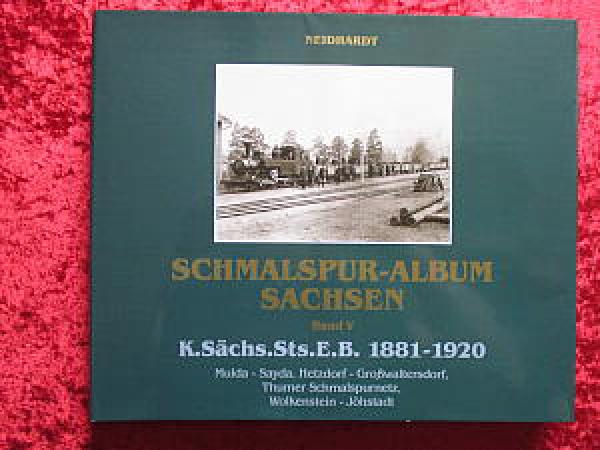 NEIDHARDT
SCHMALSPUR-ALBUM
SACHSEN
Band V
K.Sächs.Sts.E.B. 1881-1920
Mulda - Sayda, Hetzdorf - Großwaltersdorf,
Thumer Schmalspurnetz,
Wolkenstein - Jöhstadt